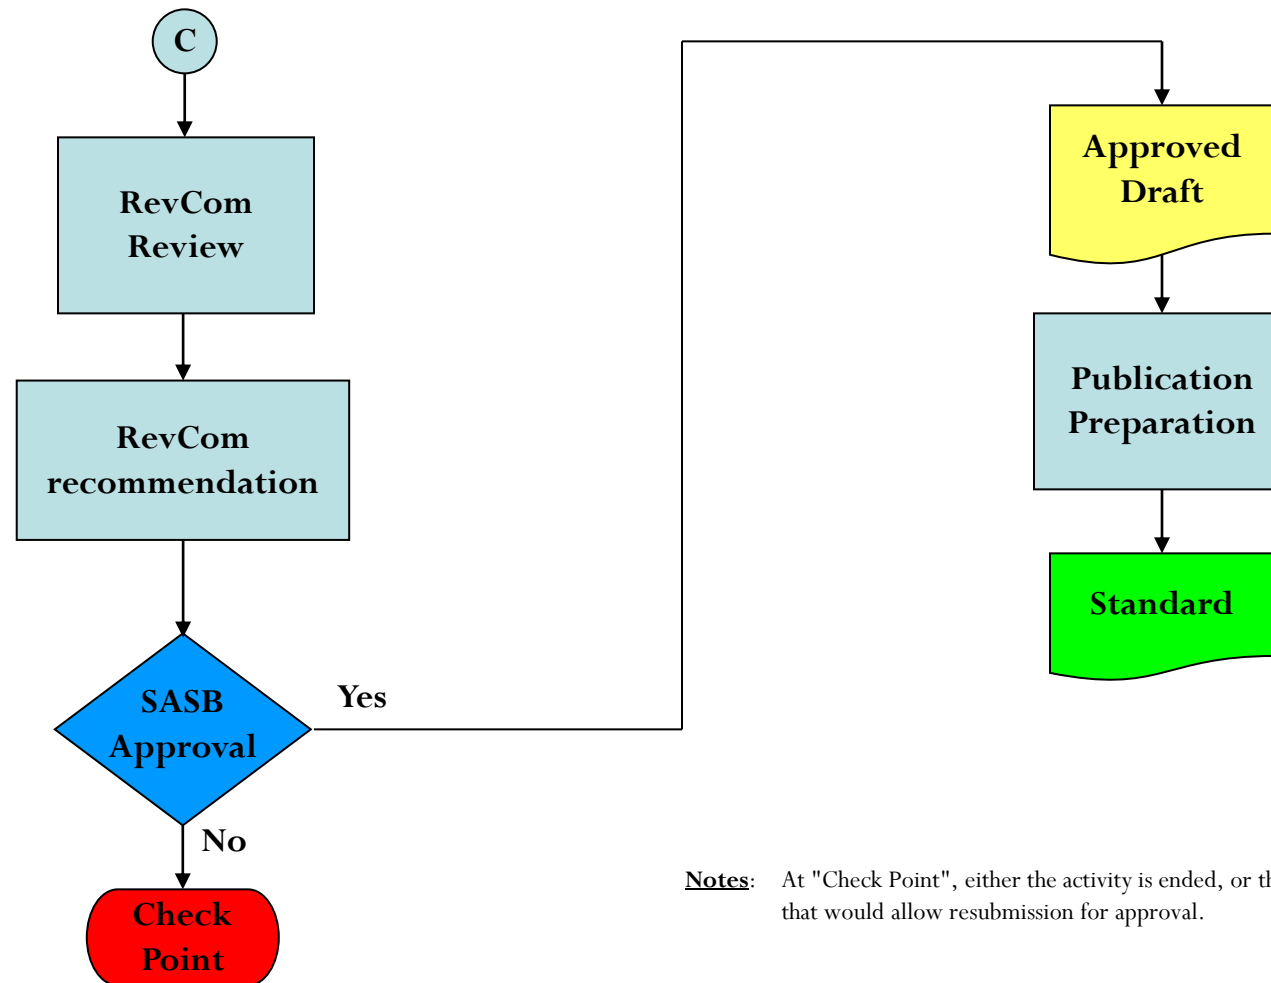 C
RevCom
Review
RevCom
recommendation
SASB
Approval
Yes
No
Check
Point
Approved
Draft
Publication
Preparation
Standard
Notes: At "Check Point", either the activity is ended, or
that would allow resubmission for approval.